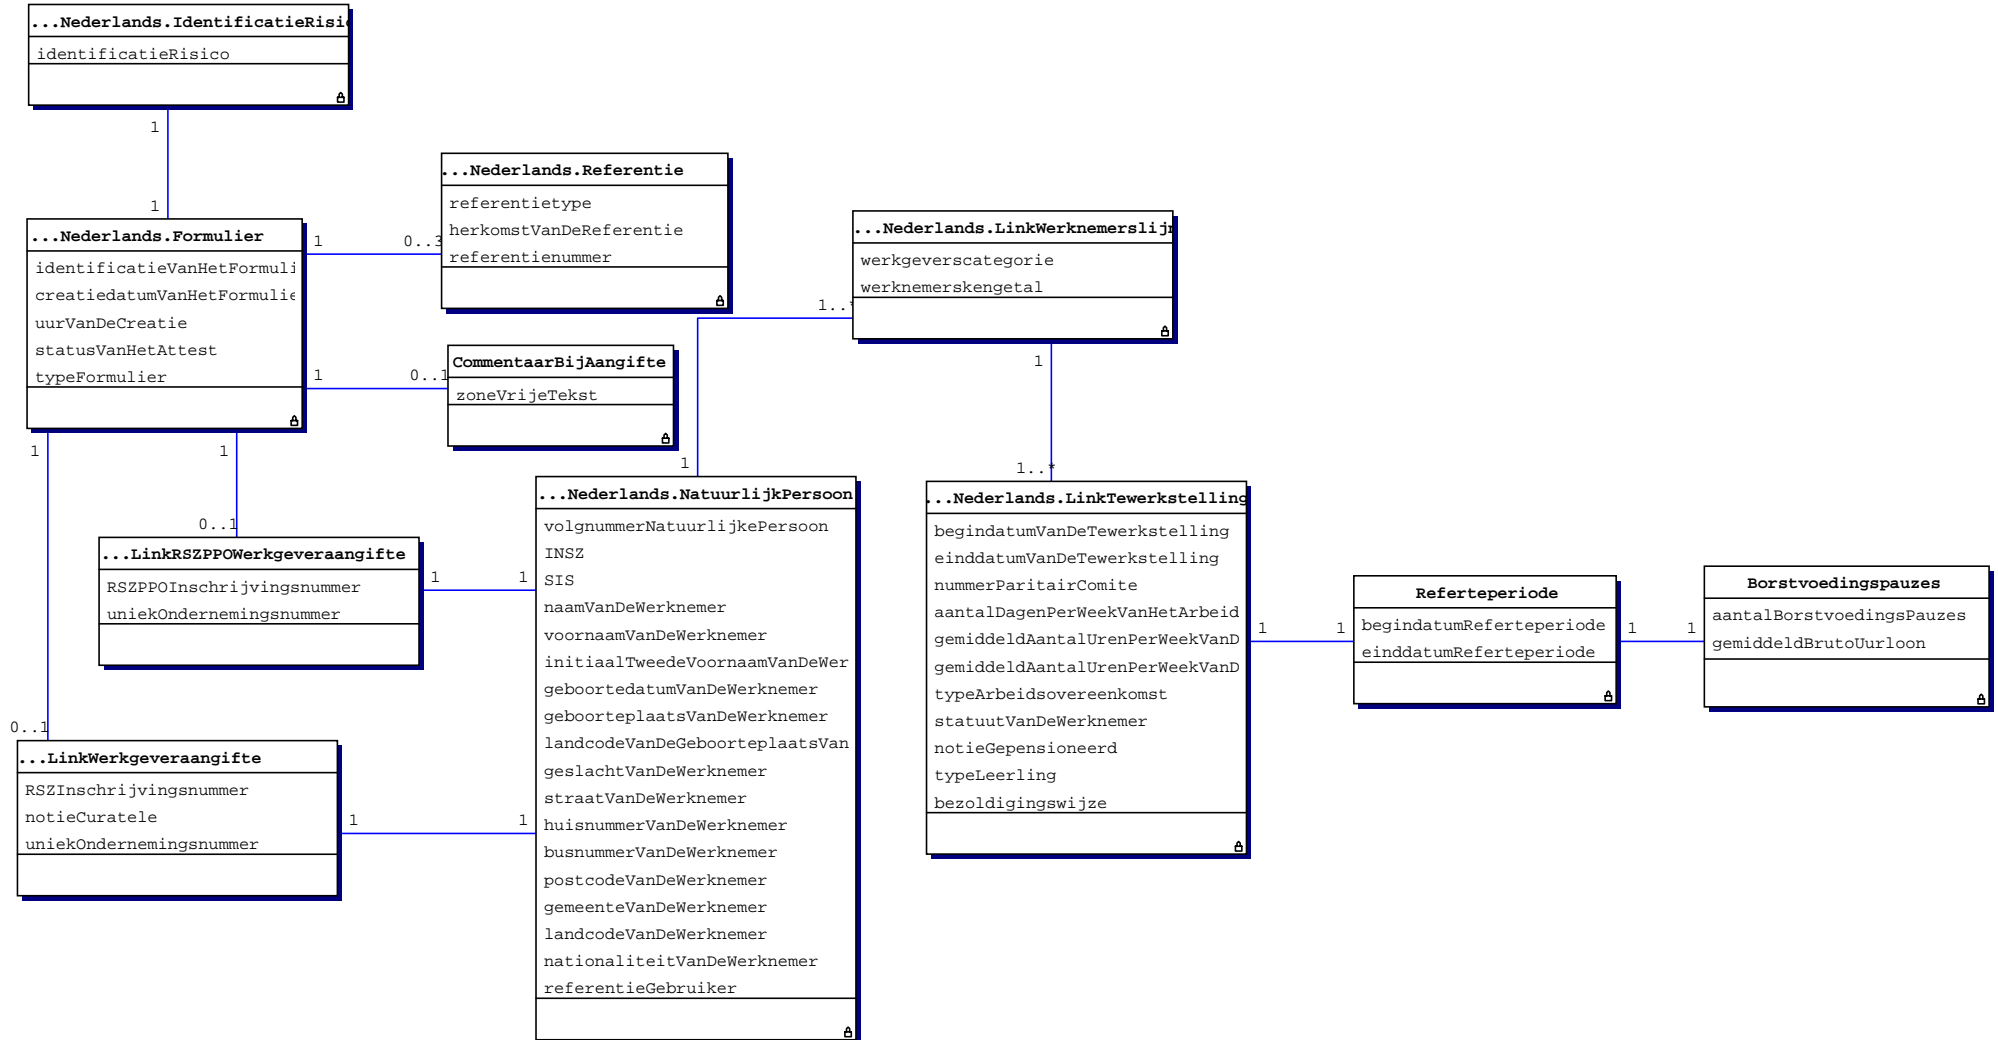 ...Nederlands.IdentificatieRisic
identificatieRisico
1
1
...Nederlands.Formulier
identificatieVanHetFormuli
creatiedatumVanHetFormulie
uurVanDeCreatie
statusVanHetAttest
typeFormulier
1
0..3
...Nederlands.Referentie
referentietype
herkomstVanDeReferentie
referentienummer
1
0..1
CommentaarBijAangifte
zoneVrijeTekst
1
0..1
1
0..1
...LinkRSZPPOWerkgeveraangifte
RSZPPOInschrijvingsnummer
uniekOndernemingsnummer
1
1
...LinkWerkgeveraangifte
RSZInschrijvingsnummer
notieCuratele
uniekOndernemingsnummer
1
1
...Nederlands.NatuurlijkPersoon
volgnummerNatuurlijkePersoon
INSZ
SIS
naamVanDeWerknemer
voornaamVanDeWerknemer
initiaalTweedeVoornaamVanDeWer
geboortedatumVanDeWerknemer
geboorteplaatsVanDeWerknemer
landcodeVanDeGeboorteplaatsVan
geslachtVanDeWerknemer
straatVanDeWerknemer
huisnummerVanDeWerknemer
busnummerVanDeWerknemer
postcodeVanDeWerknemer
gemeenteVanDeWerknemer
landcodeVanDeWerknemer
nationaliteitVanDeWerknemer
referentieGebruiker
1
1..*
...Nederlands.LinkWerknemerslijn
werkgeverscategorie
werknemerskengetal
1
1..*
...Nederlands.LinkTewerkstelling
begindatumVanDeTewerkstelling
einddatumVanDeTewerkstelling
nummerParitairComite
aantalDagenPerWeekVanHetArbeid
gemiddeldAantalUrenPerWeekVanD
gemiddeldAantalUrenPerWeekVanD
typeArbeidsovereenkomst
statuutVanDeWerknemer
notieGepensioneerd
typeLeerling
bezoldigingswijze
1
1
Referteperiode
begindatumReferteperiode
einddatumReferteperiode
1
1
Borstvoedingspauzes
aantalBorstvoedingsPauzes
gemiddeldBrutoUurloon